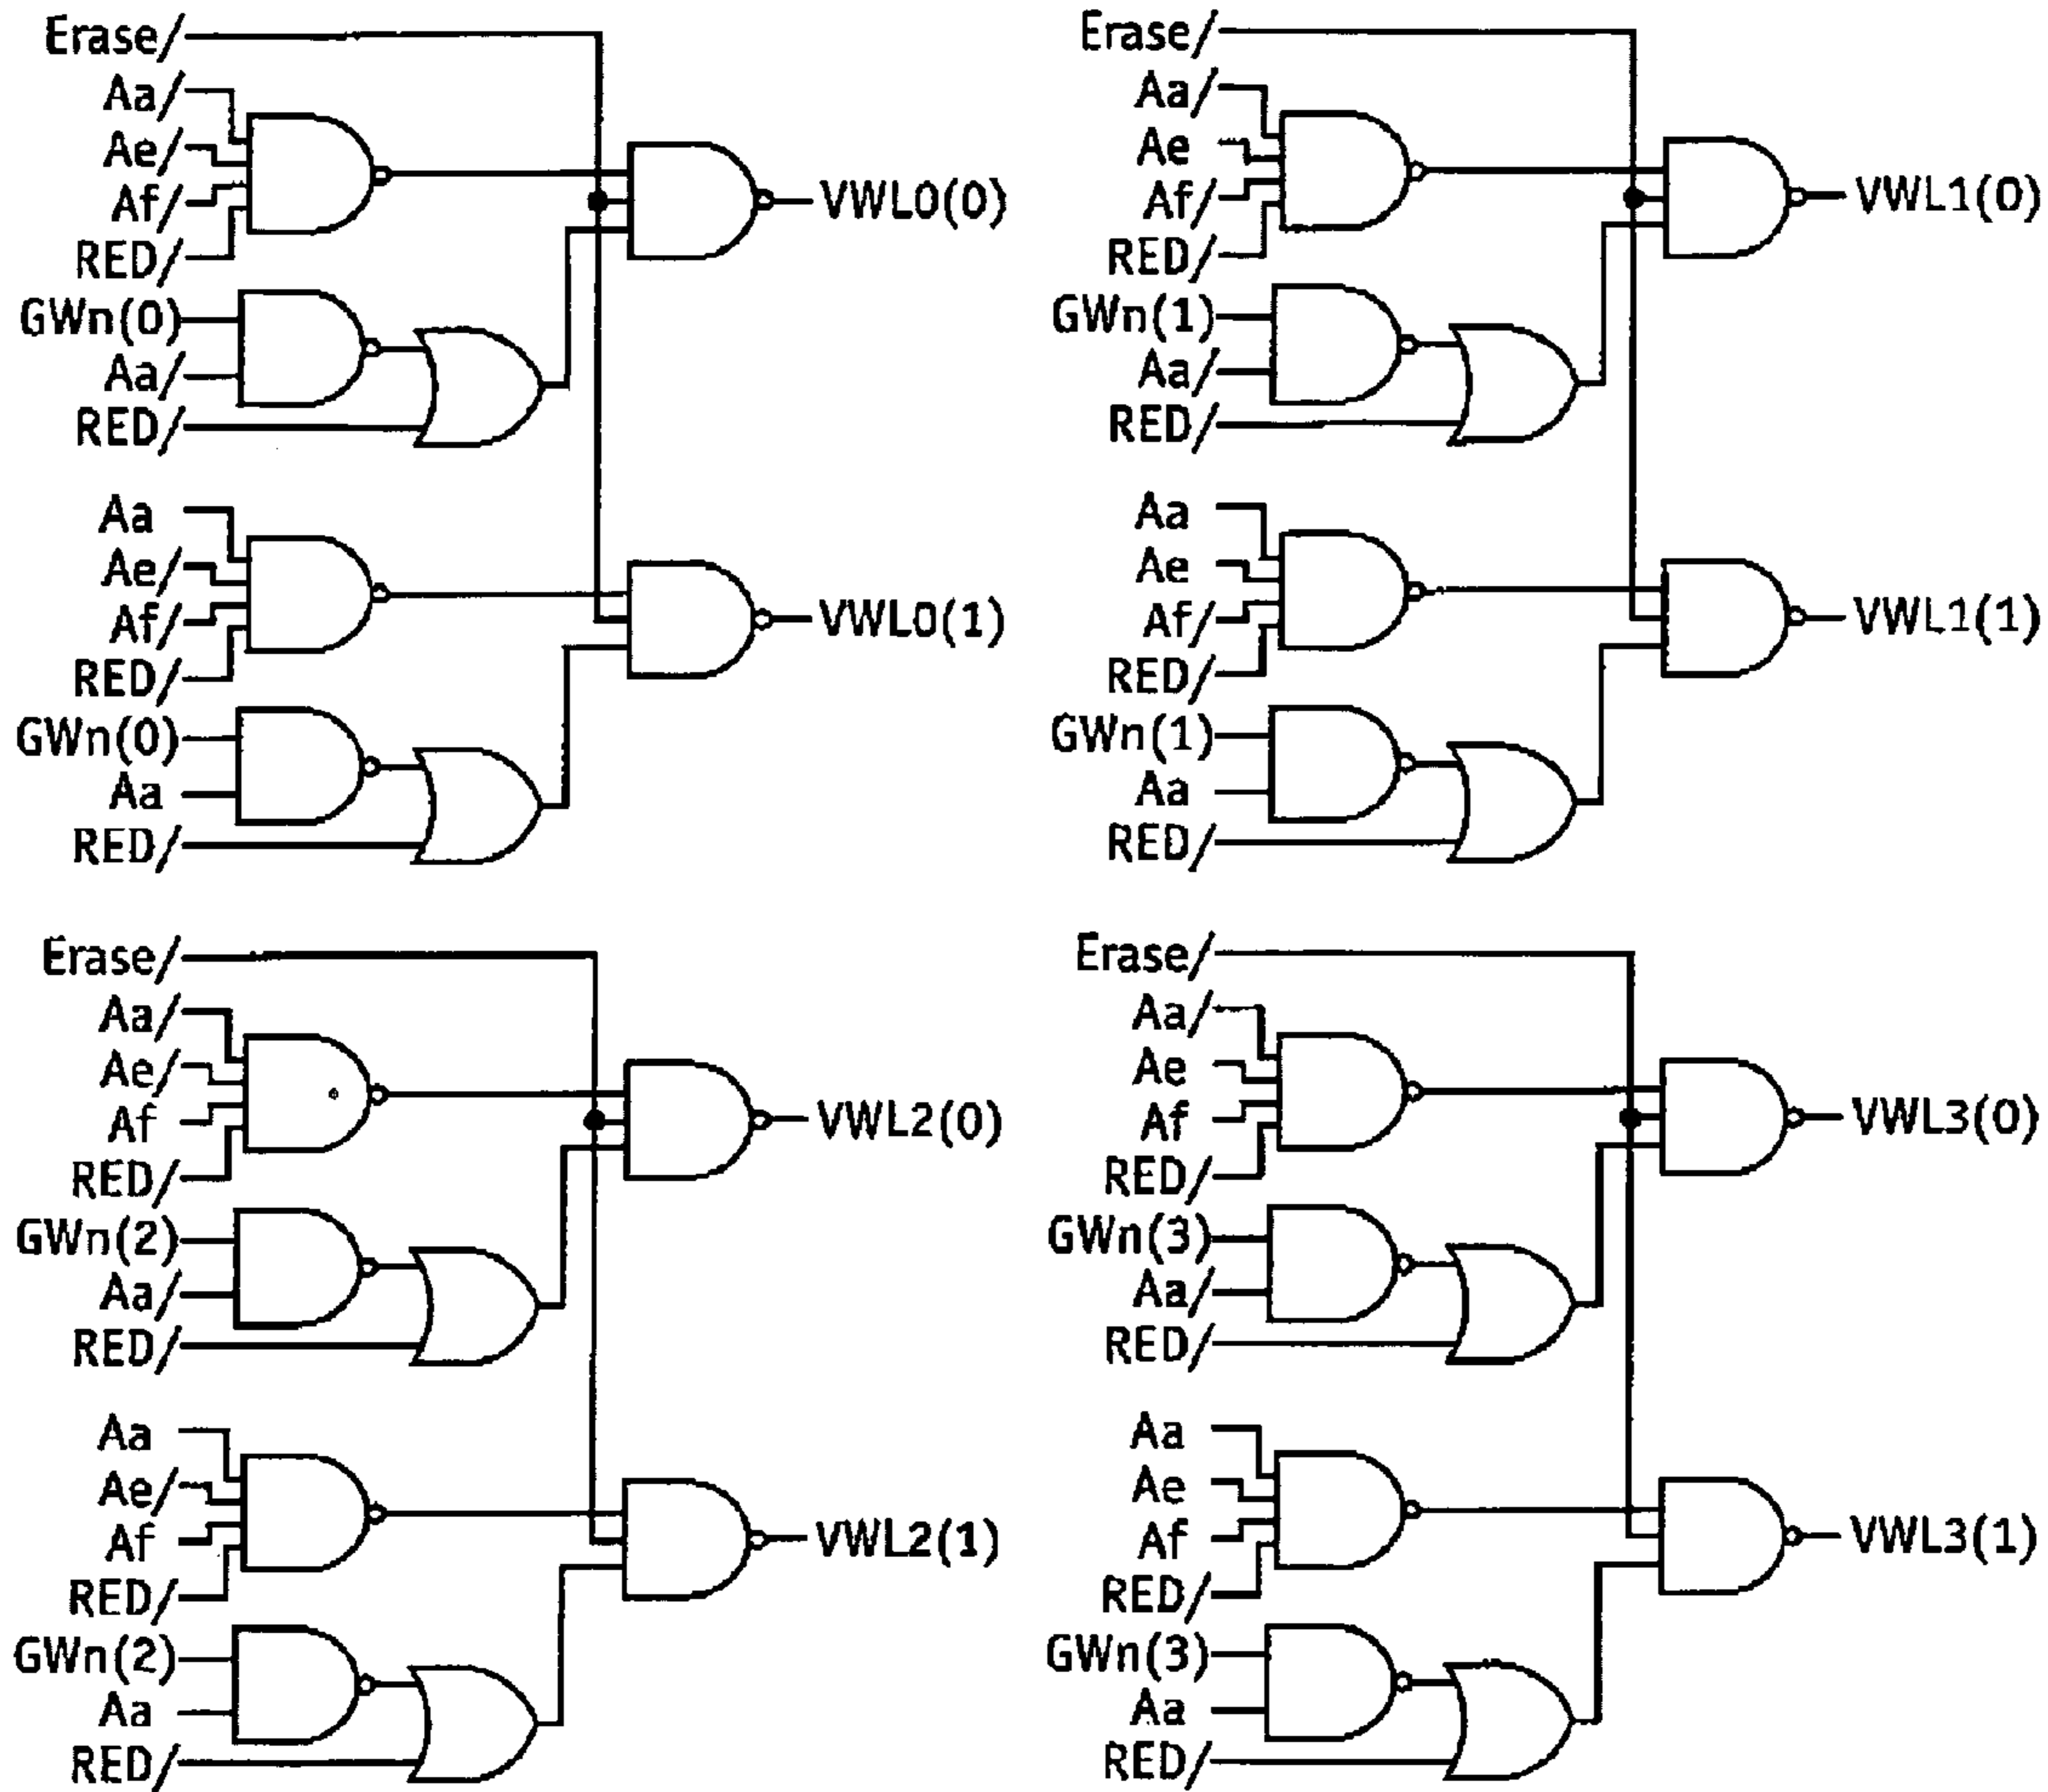 Erase/
Aa/
Ae/
Af/
RED/
VWL0(0)
GWn(0)
Aa/
RED/
Aa
Ae/
Af/
RED/
VWL0(1)
GWn(0)
Aa
RED/
Erase/
Aa/
Ae
Af/
RED/
VWL1(0)
GWn(1)
Aa/
RED/
Aa
Ae
Af/
RED/
VWL1(1)
GWn(1)
Aa
RED/
Erase/
Aa/
Ae/
Af
RED/
VWL2(0)
GWn(2)
Aa/
RED/
Aa
Ae/
Af
RED/
VWL2(1)
GWn(2)
Aa
RED/
Erase/
Aa/
Ae
Af
RED/
VWL3(0)
GWn(3)
Aa/
RED/
Aa
Ae
Af
RED/
VWL3(1)
GWn(3)
Aa
RED/